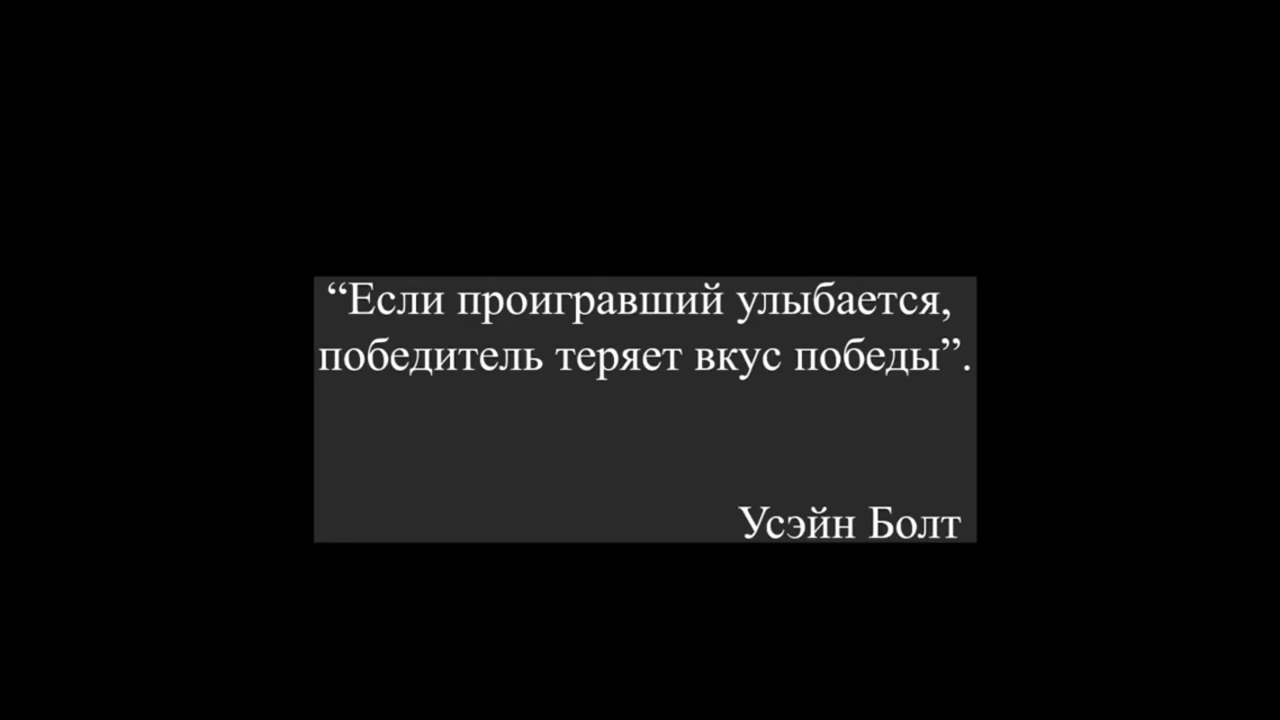 “Если проигравший улыбается,
победитель теряет вкус победы”.
Усэйн Болт